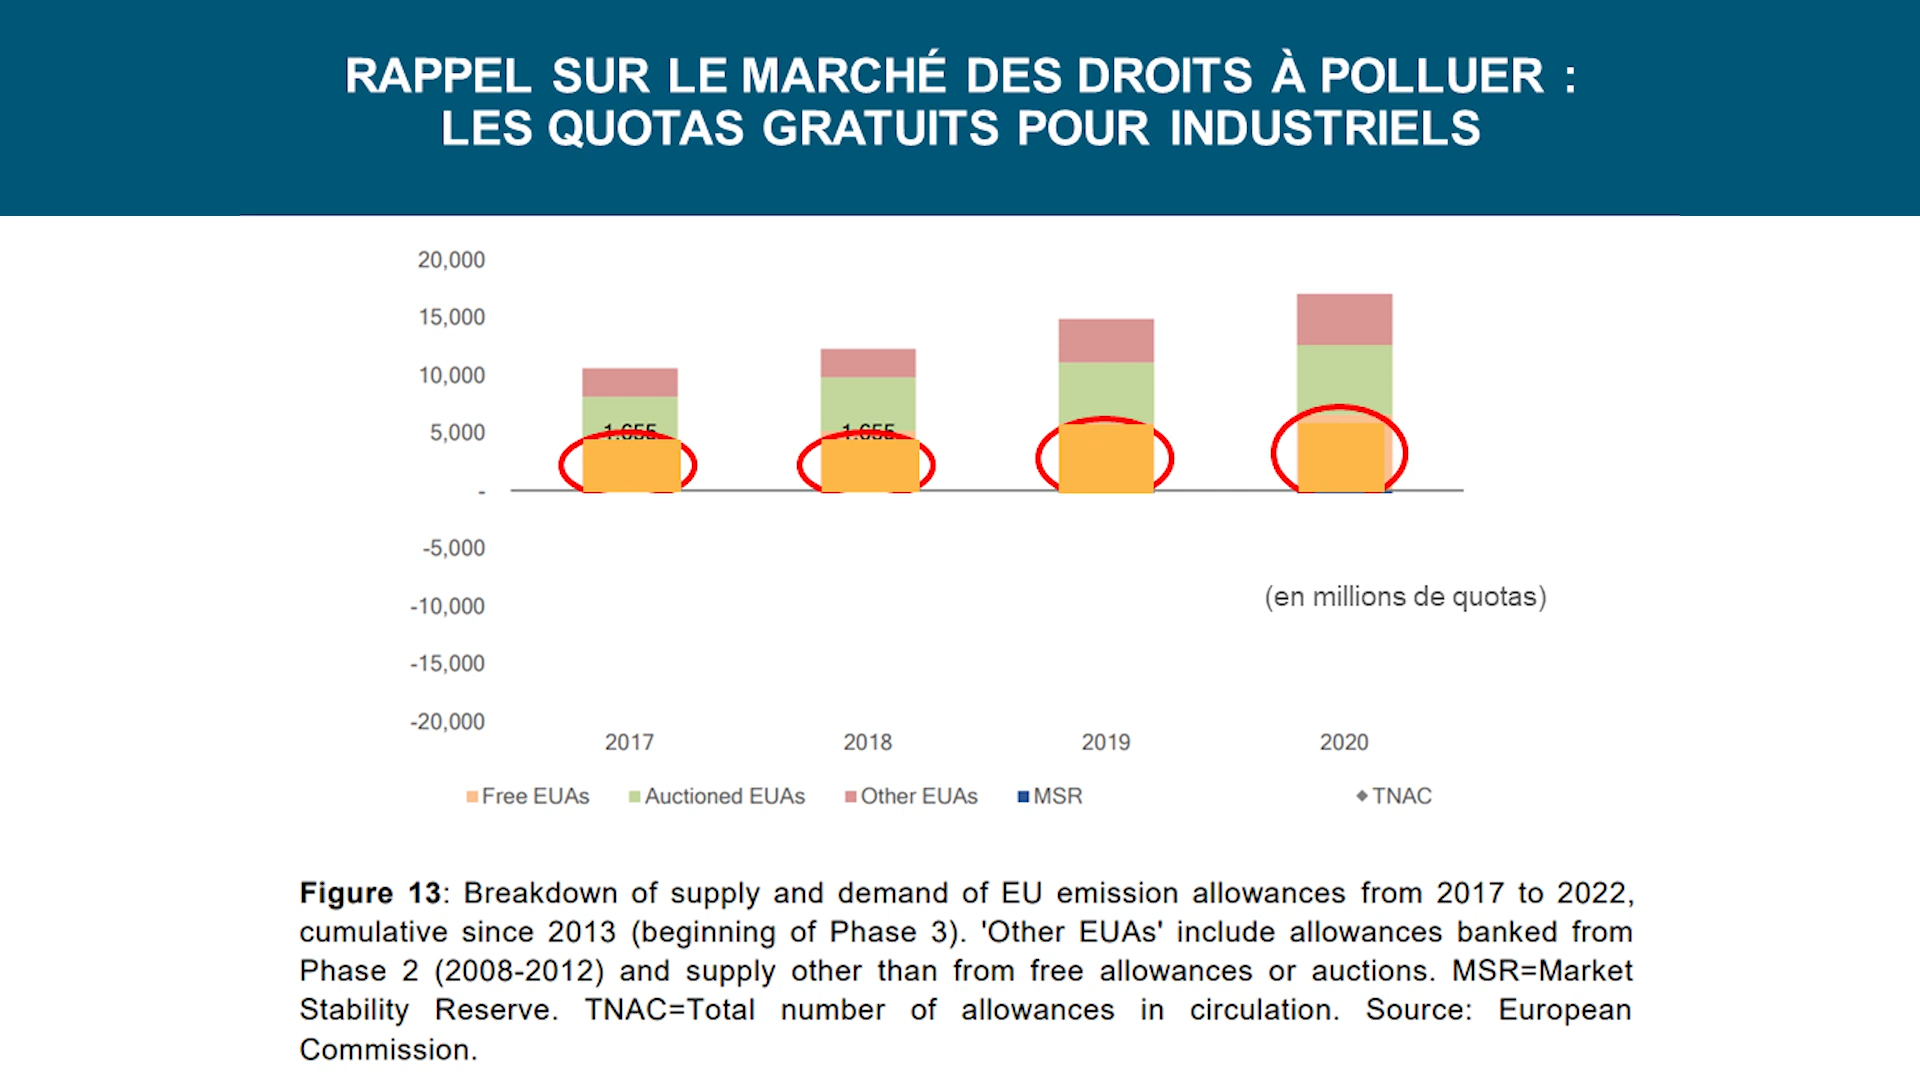 RAPPEL SUR LE MARCHÉ DES DROITS À POLLUER :
LES QUOTAS GRATUITS POUR INDUSTRIELS
20,000
15,000
10,000
5,000
-
-5,000
-10,000
-15,000
-20,000
1,655
1,655
(en millions de quotas)
2017
2018
2019
2020
Free EUAs
Auctioned EUAs
Other EUAs
MSR
TNAC
Figure 13: Breakdown of supply and demand of EU emission allowances from 2017 to 2022,
cumulative since 2013 (beginning of Phase 3). 'Other EUAs' include allowances banked from
Phase 2 (2008-2012) and supply other than from free allowances or auctions. MSR=Market
Stability Reserve. TNAC=Total number of allowances in circulation. Source: European
Commission.